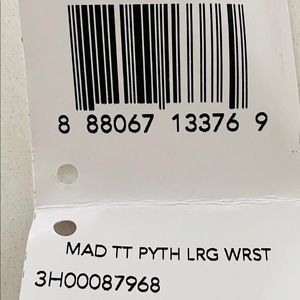 8 88067 13376 9
MAD TT PYTH LRG WRST
3H00087968